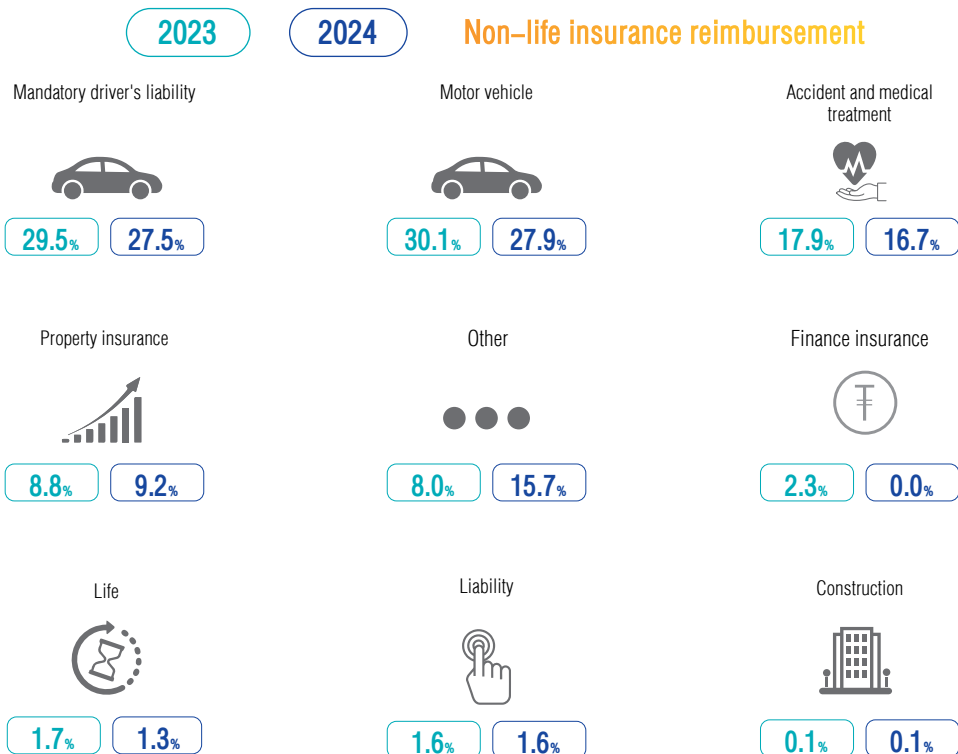 2023 2024 Non–life insurance reimbursement
Mandatory driver's liability
29.5% 27.5%
Motor vehicle
30.1% 27.9%
Accident and medical
treatment
17.9% 16.7%
Property insurance
8.8% 9.2%
Other
8.0% 15.7%
Finance insurance
₮
2.3% 0.0%
Life
1.7% 1.3%
Liability
1.6% 1.6%
Construction
0.1% 0.1%